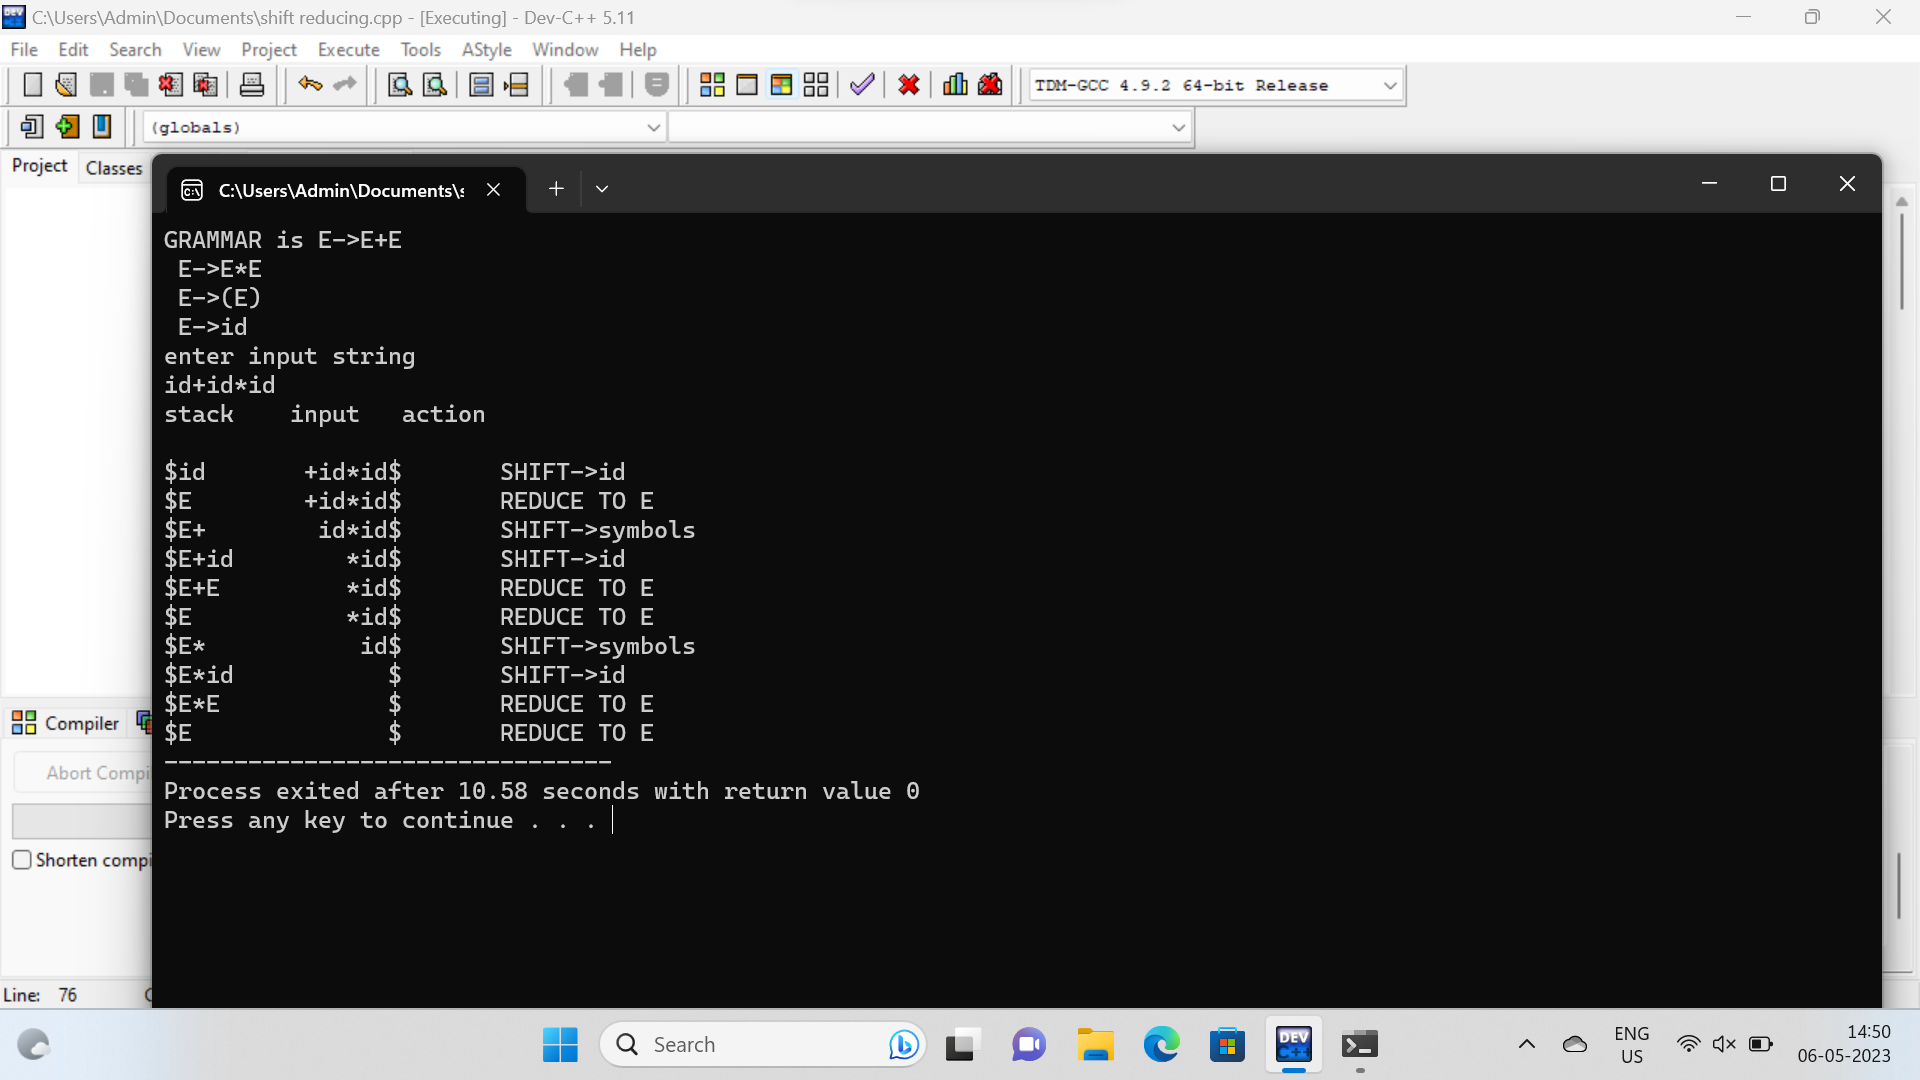 C:\Users\Admin\Documents\shift reducing.cpp - [Executing] - Dev-C++ 5.11
File Edit Search View Project Execute Tools AStyle Window Help
TDM-GCC 4.9.2 64-bit Release
(globals)
Project Classes
C:\Users\Admin\Documents\s
GRAMMAR is E->E+E
E->E*E
E->(E)
E->id
enter input string
id+id*id
stack input action
$id +id*id$ SHIFT->id
$E +id*id$ REDUCE TO E
$E+ id*id$ SHIFT->symbols
$E+id *id$ SHIFT->id
$E+E *id$ REDUCE TO E
$E *id$ REDUCE TO E
$E* id$ SHIFT->symbols
$E*id $ SHIFT->id
$E*E $ REDUCE TO E
$E $ REDUCE TO E
--------------------------------
Process exited after 10.58 seconds with return value 0
Press any key to continue . . .
Compiler
Abort Compi
Shorten compi
Line: 76
Search
DEV C++
ENG
US
14:50
06-05-2023